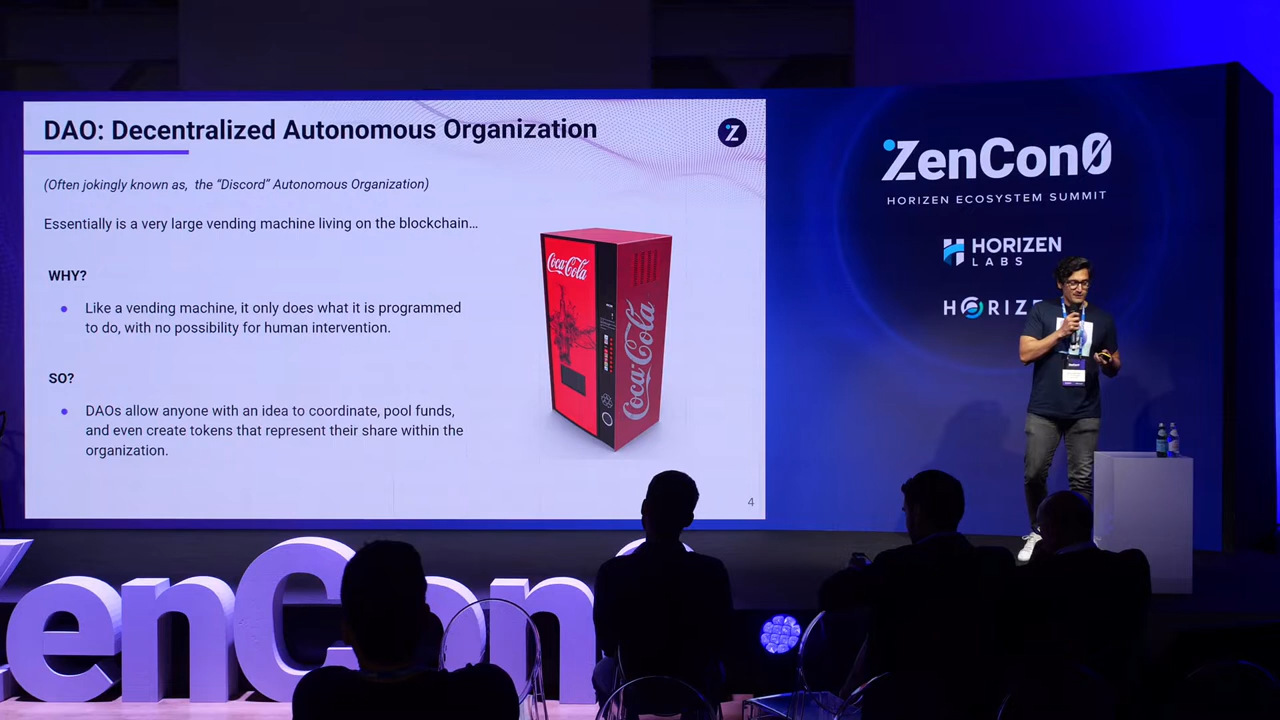 DAO: Decentralized Autonomous Organization
(Often jokingly known as,  the “Discord” Autonomous Organization)
Essentially is a very large vending machine living on the blockchain…
WHY?
● Like a vending machine, it only does what it is programmed
to do, with no possibility for human intervention.
SO?
● DAOs allow anyone with an idea to coordinate, pool funds,
and even create tokens that represent their share within the
organization.
Coca-Cola
Coca-Cola
4
ZenCon0
HORIZEN ECOSYSTEM SUMMIT
HORIZEN
LABS
HORIZE
ZenCon